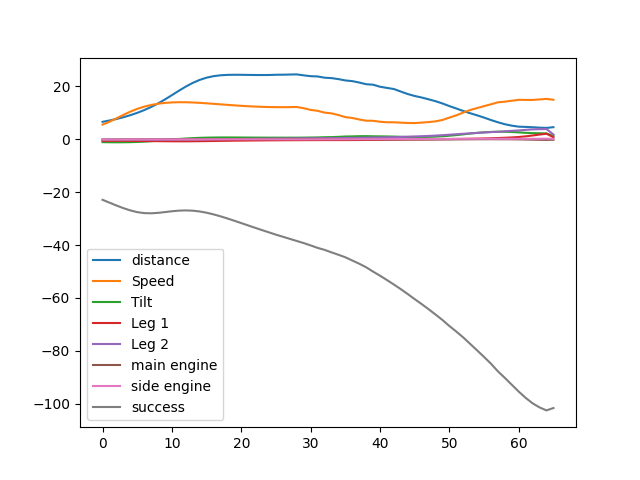 20
0
−20
−40
−60
−80
−100
distance
Speed
Tilt
Leg 1
Leg 2
main engine
side engine
success
0 10 20 30 40 50 60